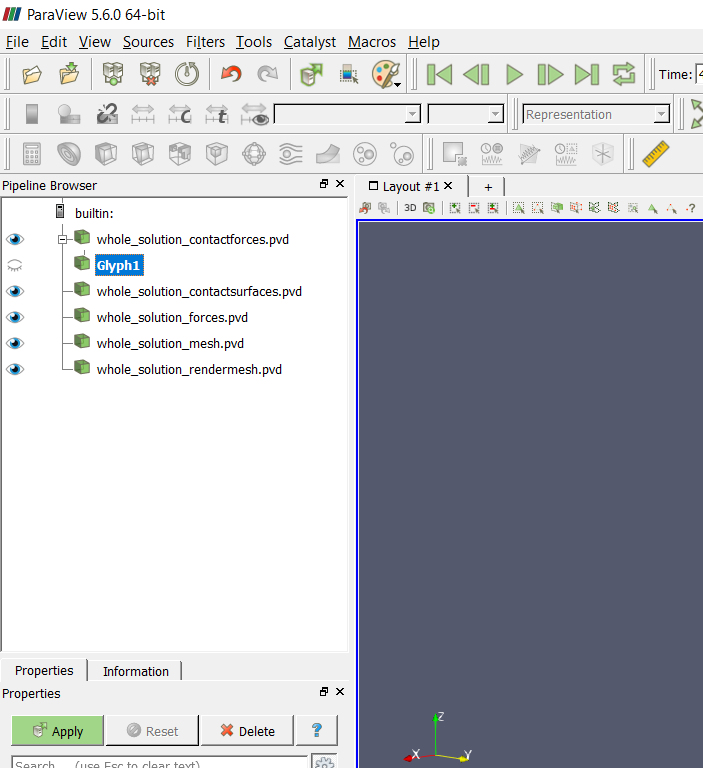 ParaView 5.6.0 64-bit
File Edit View Sources Filters Tools Catalyst Macros Help
Time: 4
Representation
Pipeline Browser
Layout #1
+
builtin:
3D
whole_solution_contactforces.pvd
Glyph1
whole_solution_contactsurfaces.pvd
whole_solution_forces.pvd
whole_solution_mesh.pvd
whole_solution_rendermesh.pvd
Properties Information
Properties
Z
Apply Reset Delete ?
X Y
Search ... (use Esc to clear text)